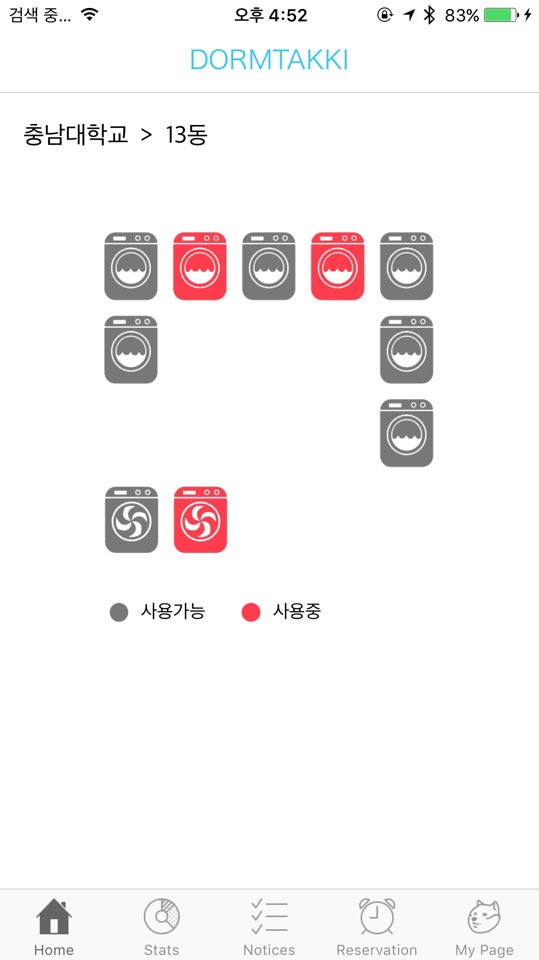 검색 중... 오후 4:52 83%
DORMTAKKI
충남대학교 > 13동
사용가능 사용중
Home Stats Notices Reservation My Page